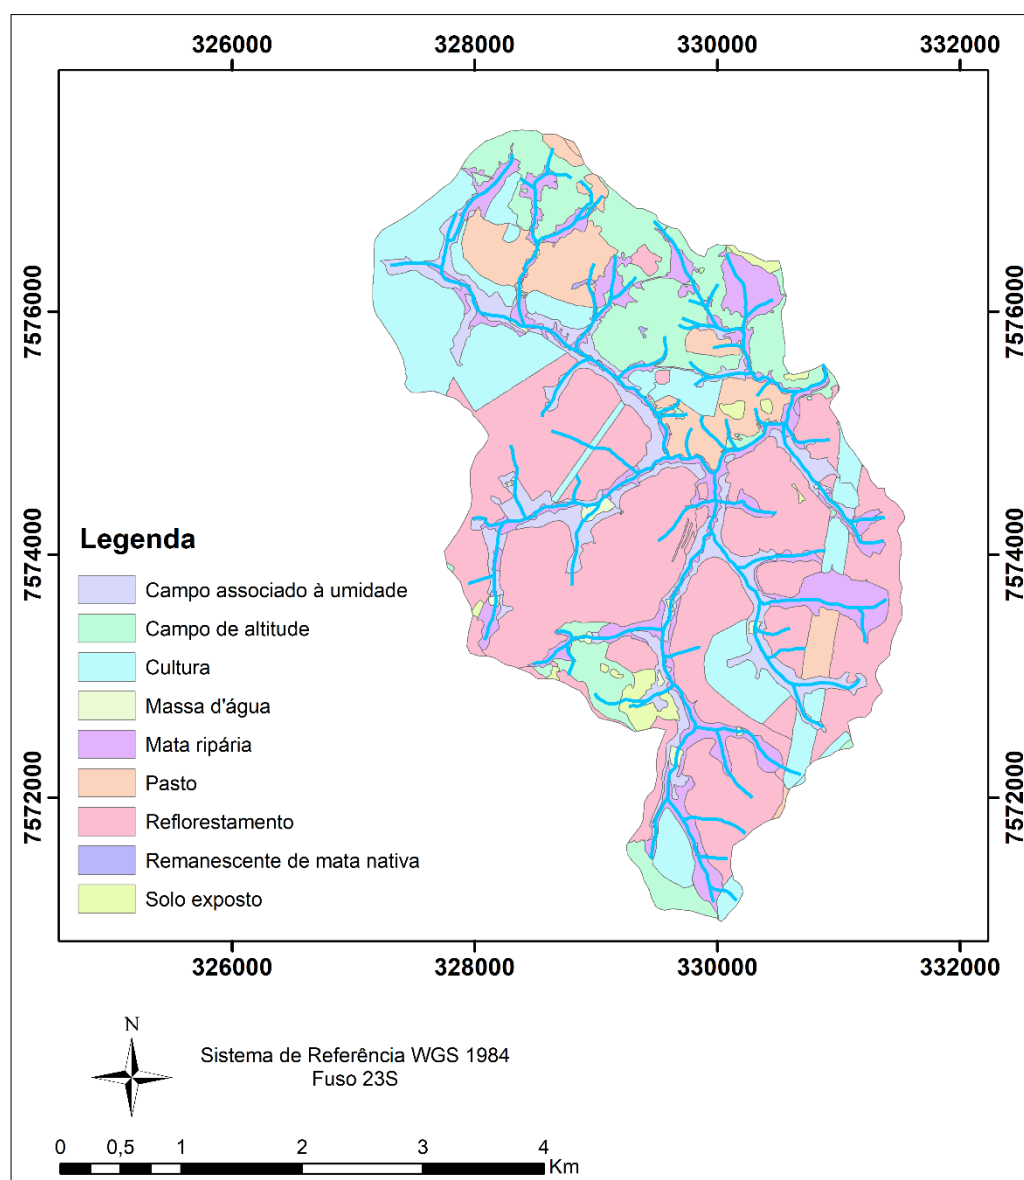 326000 328000 330000 332000
7576000 7576000
7574000 7574000
Legenda
Campo associado à umidade
Campo de altitude
Cultura
Massa d'água
Mata ripária
Pasto
Reflorestamento
Remanescente de mata nativa
Solo exposto
7572000 7572000
326000 328000 330000 332000
N
Sistema de Referência WGS 1984
Fuso 23S
0 0,5 1 2 3 4
Km